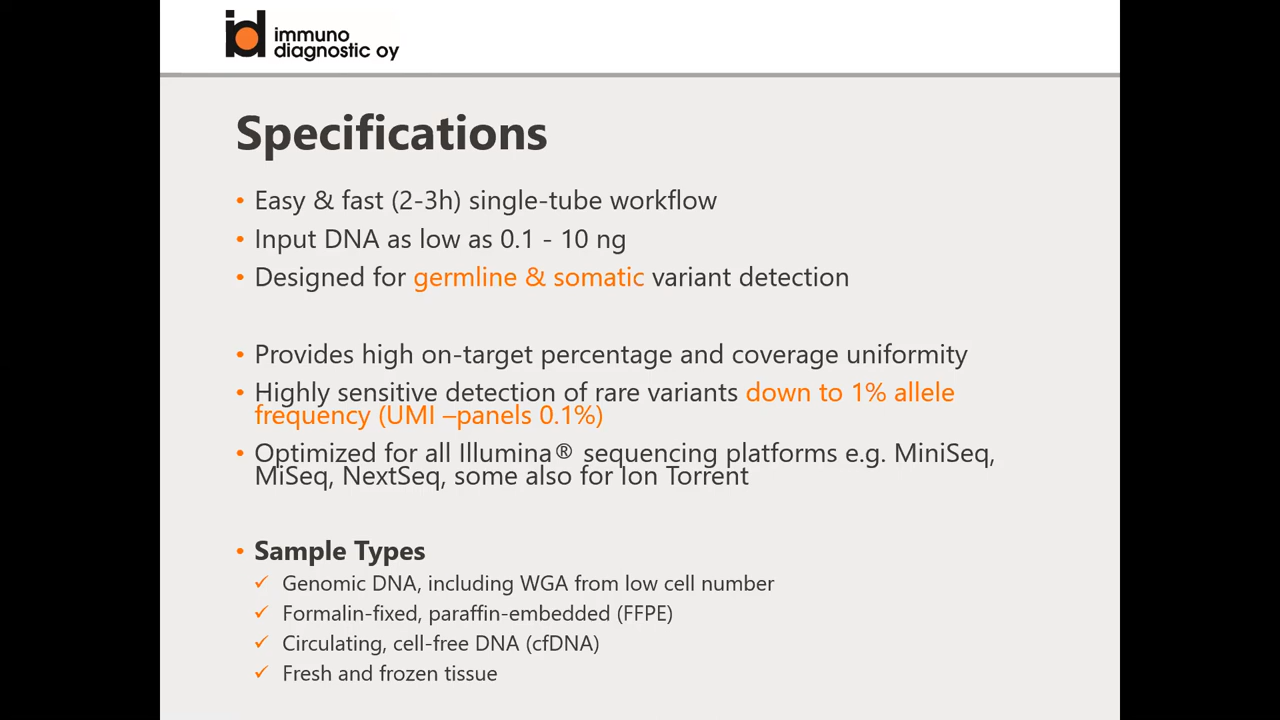 immuno
diagnostic oy
Specifications
• Easy & fast (2-3h) single-tube workflow
• Input DNA as low as 0.1 - 10 ng
• Designed for germline & somatic variant detection
• Provides high on-target percentage and coverage uniformity
• Highly sensitive detection of rare variants down to 1% allele
frequency (UMI –panels 0.1%)
• Optimized for all Illumina® sequencing platforms e.g. MiniSeq,
MiSeq, NextSeq, some also for Ion Torrent
• Sample Types
✓ Genomic DNA, including WGA from low cell number
✓ Formalin-fixed, paraffin-embedded (FFPE)
✓ Circulating, cell-free DNA (cfDNA)
✓ Fresh and frozen tissue